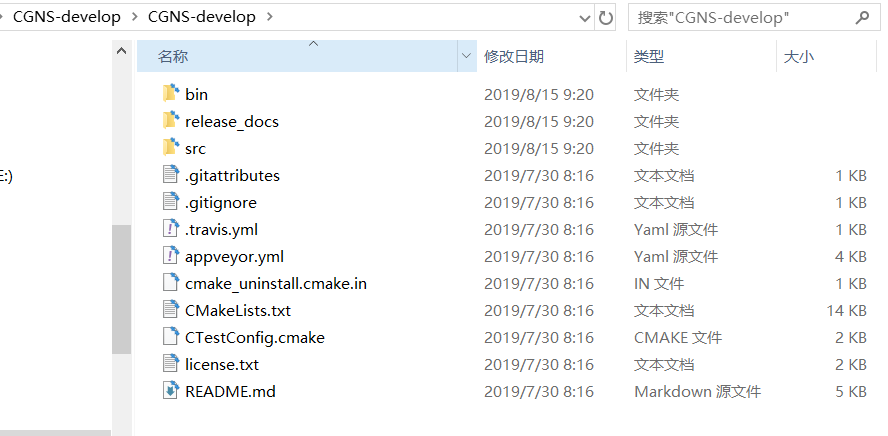 CGNS-develop > CGNS-develop >
搜索"CGNS-develop"
名称 修改日期 类型 大小
bin 2019/8/15 9:20 文件夹
release_docs 2019/8/15 9:20 文件夹
src 2019/8/15 9:20 文件夹
E:) .gitattributes 2019/7/30 8:16 文本文档 1 KB
.gitignore 2019/7/30 8:16 文本文档 1 KB
.travis.yml 2019/7/30 8:16 Yaml 源文件 1 KB
appveyor.yml 2019/7/30 8:16 Yaml 源文件 4 KB
cmake_uninstall.cmake.in 2019/7/30 8:16 IN 文件 1 KB
CMakeLists.txt 2019/7/30 8:16 文本文档 14 KB
CTestConfig.cmake 2019/7/30 8:16 CMAKE 文件 2 KB
license.txt 2019/7/30 8:16 文本文档 2 KB
README.md 2019/7/30 8:16 Markdown 源文件 5 KB